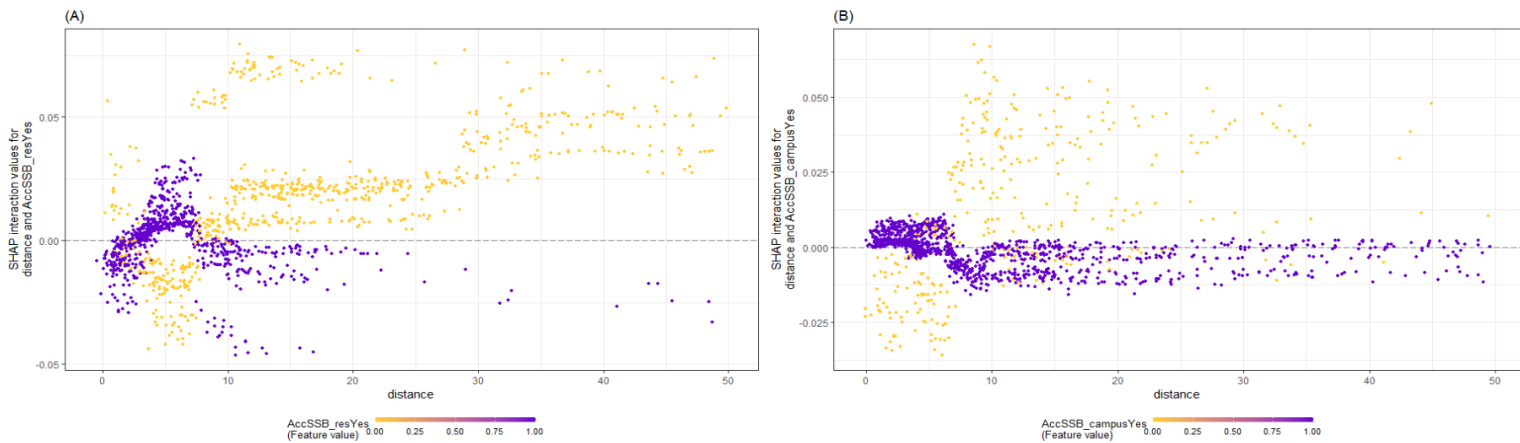 (A)
SHAP interaction values for
distance and AccSSB_resYes
0.05
0.00
-0.05
0
10
20
30
40
50
distance
AccSSB_resYes
(Feature value)
0.00 0.25 0.50 0.75 1.00
(B)
SHAP interaction values for
distance and AccSSB_campusYes
0.050
0.025
0.000
-0.025
0
10
20
30
40
50
distance
AccSSB_campusYes
(Feature value)
0.00 0.25 0.50 0.75 1.00